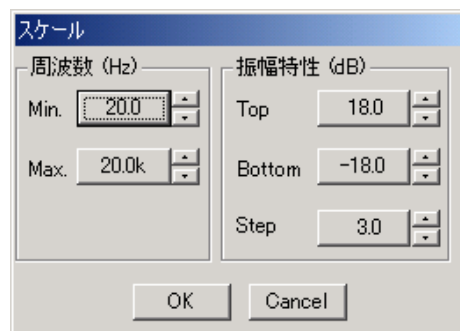 スケール
周波数 (Hz)
Min. 20.0
Max. 20.0k
振幅特性 (dB)
Top 18.0
Bottom -18.0
Step 3.0
OK Cancel